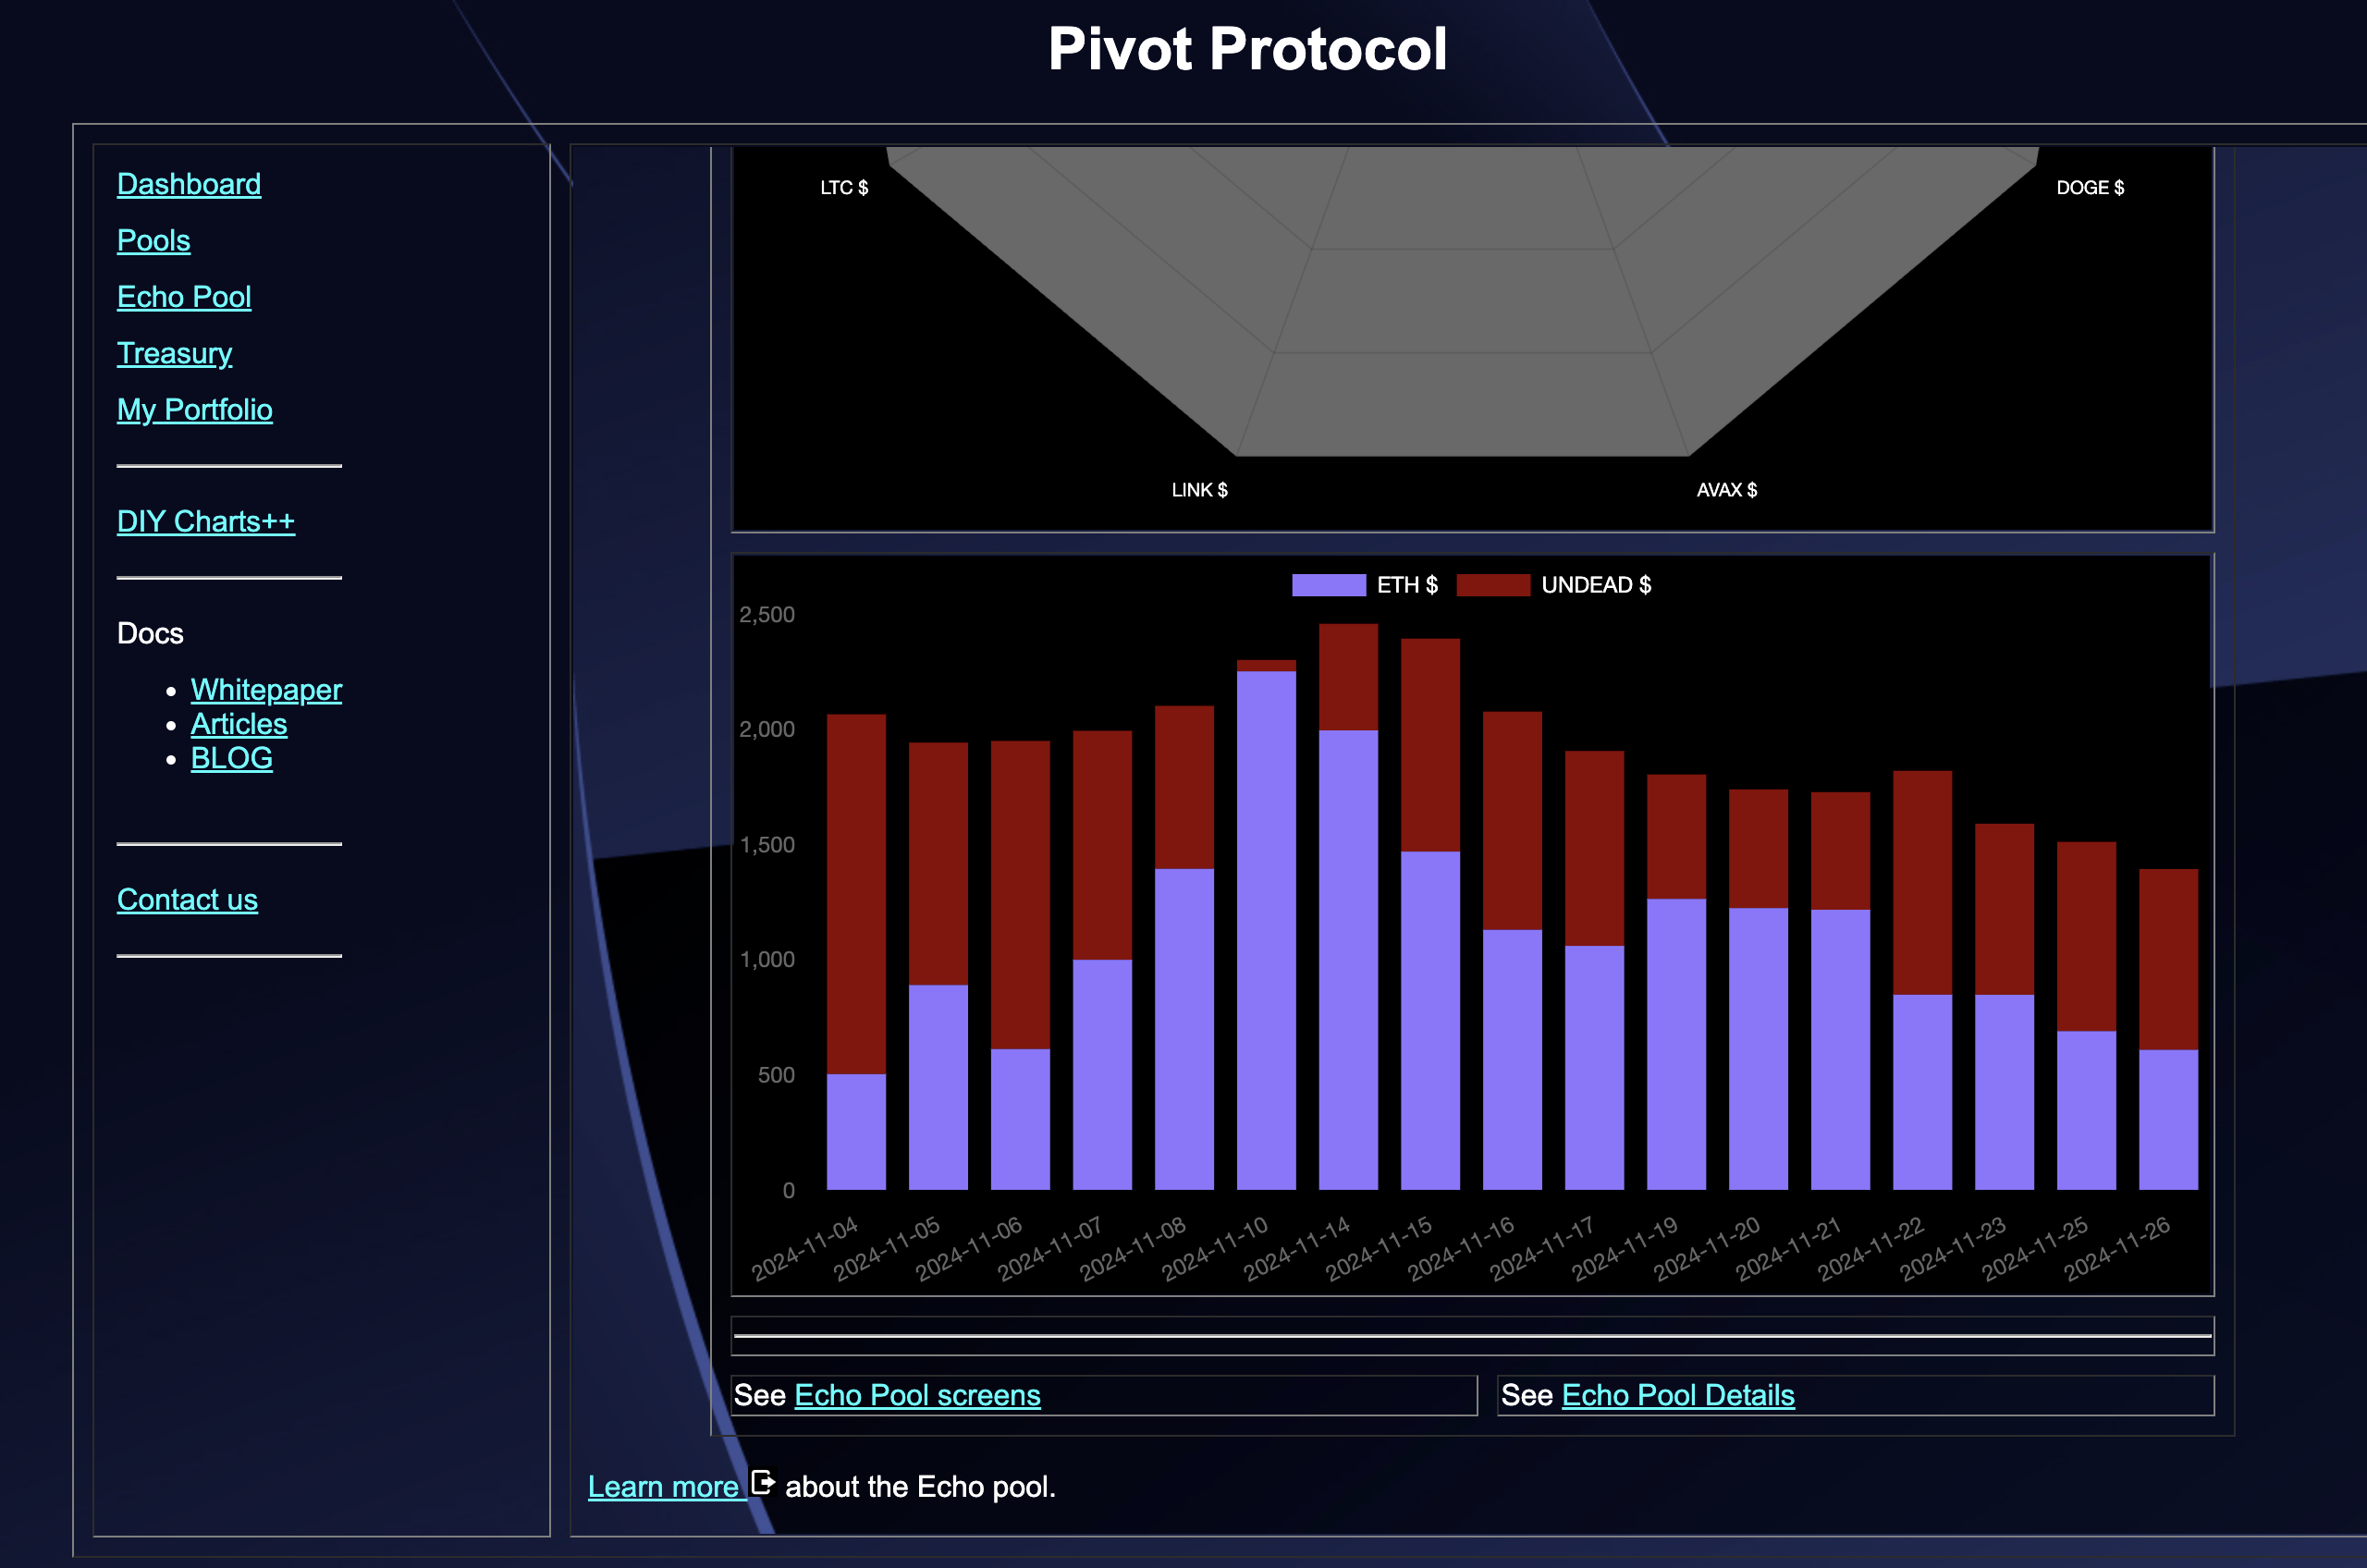 Pivot Protocol
Dashboard
Pools
Echo Pool
Treasury
My Portfolio
DIY Charts++
Docs
Whitepaper
Articles
BLOG
Contact us
LTC $
DOGE $
LINK $
AVAX $
ETH $ UNDEAD $
2,500
2,000
1,500
1,000
500
0
2024-11-04
2024-11-05
2024-11-06
2024-11-07
2024-11-08
2024-11-10
2024-11-14
2024-11-15
2024-11-16
2024-11-17
2024-11-19
2024-11-20
2024-11-21
2024-11-22
2024-11-23
2024-11-25
2024-11-26
See Echo Pool screens
See Echo Pool Details
Learn more about the Echo pool.